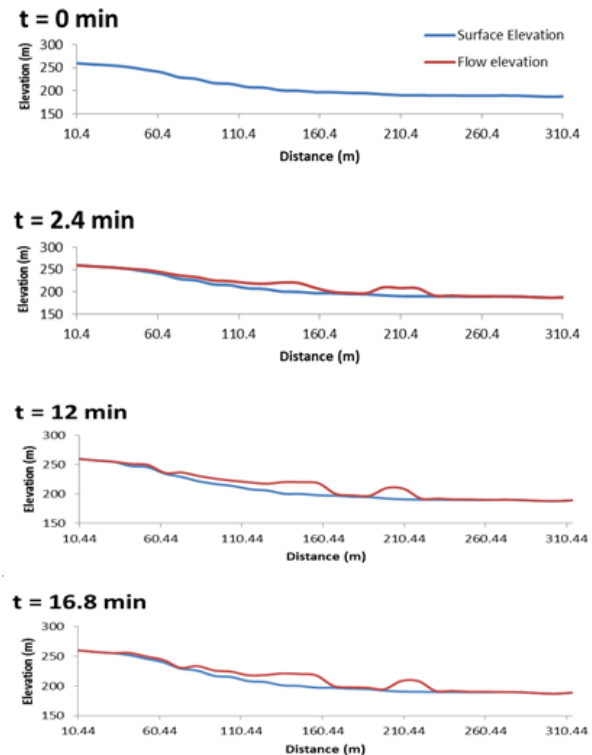 t = 0 min
Surface Elevation
Flow elevation
Elevation (m)
300
250
200
150
10.4 60.4 110.4 160.4 210.4 260.4 310.4
Distance (m)
t = 2.4 min
Elevation (m)
300
250
200
150
10.4 60.4 110.4 160.4 210.4 260.4 310.4
Distance (m)
t = 12 min
Elevation (m)
300
250
200
150
10.44 60.44 110.44 160.44 210.44 260.44 310.44
Distance (m)
t = 16.8 min
Elevation (m)
300
250
200
150
10.44 60.44 110.44 160.44 210.44 260.44 310.44
Distance (m)